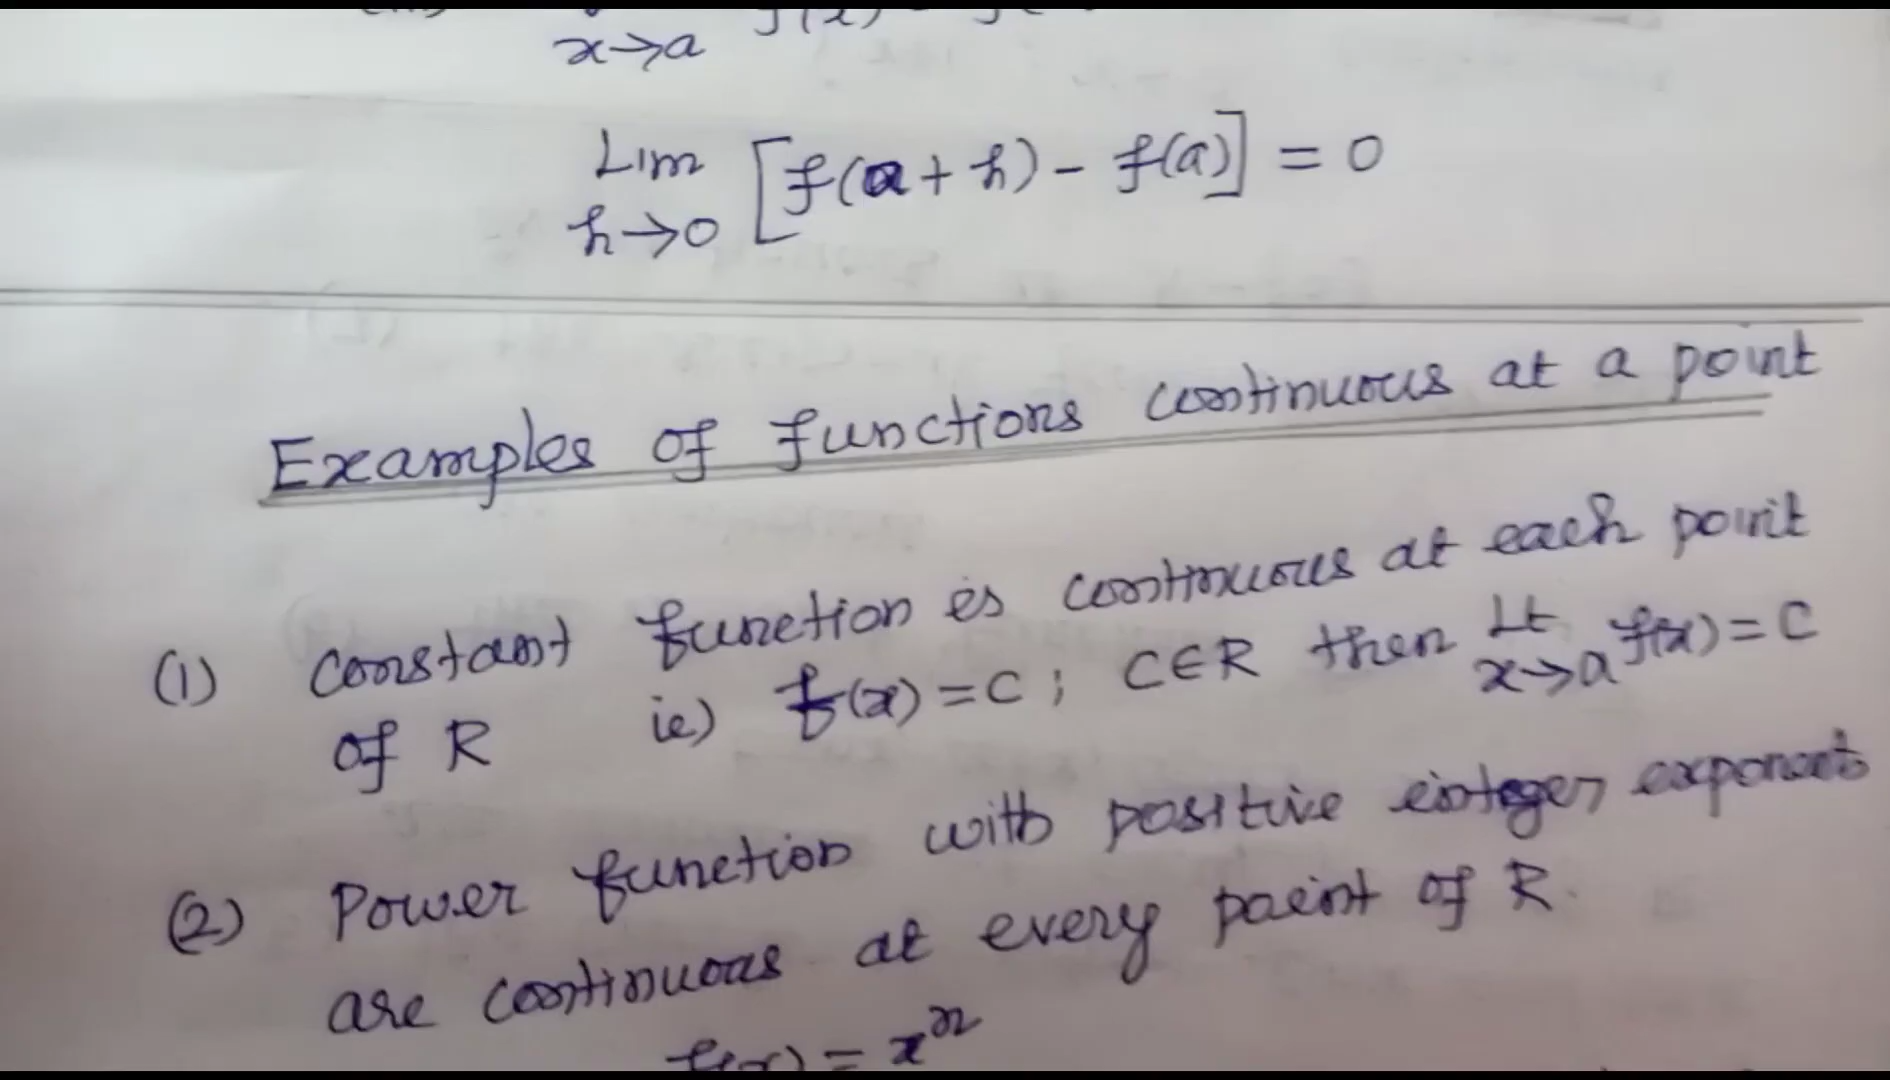 x→a
Lim [f(a+h) - f(a)] = 0
h→0
Examples of functions continuous at a point
(1) Constant function is continuous at each point
of R ie) f(x) = C ; C∈R then Lt f(x) = C
x→a
(2) Power function with positive integer exponents
are continuous at every point of R.
f(x) = xⁿ